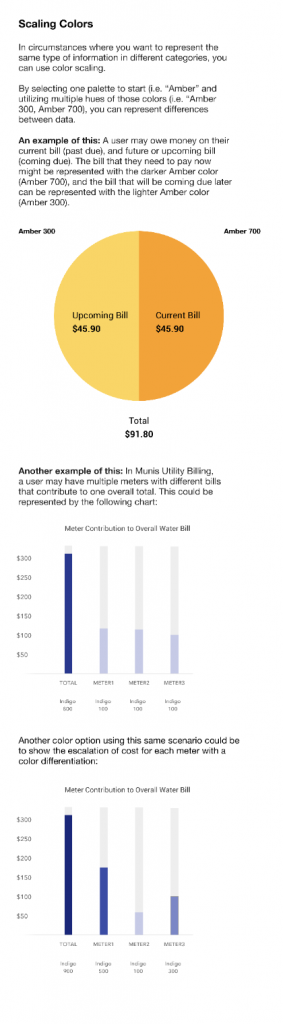 Scaling Colors
In circumstances where you want to represent the
same type of information in different categories, you
can use color scaling.
By selecting one palette to start (i.e. "Amber" and
utilizing multiple hues of those colors (i.e. "Amber
300, Amber 700), you can represent differences
between data.
An example of this: A user may owe money on their
current bill (past due), and future or upcoming bill
(coming due). The bill that they need to pay now
might be represented with the darker Amber color
(Amber 700), and the bill that will be coming due later
can be represented with the lighter Amber color
(Amber 300).
Amber 300 Amber 700
Upcoming Bill Current Bill
$45.90 $45.90
Total
$91.80
Another example of this: In Munis Utility Billing,
a user may have multiple meters with different bills
that contribute to one overall total. This could be
represented by the following chart:
Meter Contribution to Overall Water Bill
$300
$250
$200
$150
$100
$50
TOTAL METER1 METER2 METER3
Indigo Indigo Indigo Indigo
100 100 100
Another color option using this same scenario could be
to show the escalation of cost for each meter with a
color differentiation:
Meter Contribution to Overall Water Bill
$300
$250
$200
$150
$100
$50
TOTAL METER1 METER2 METER3
Indigo Indigo Indigo Indigo
900 500 100 300